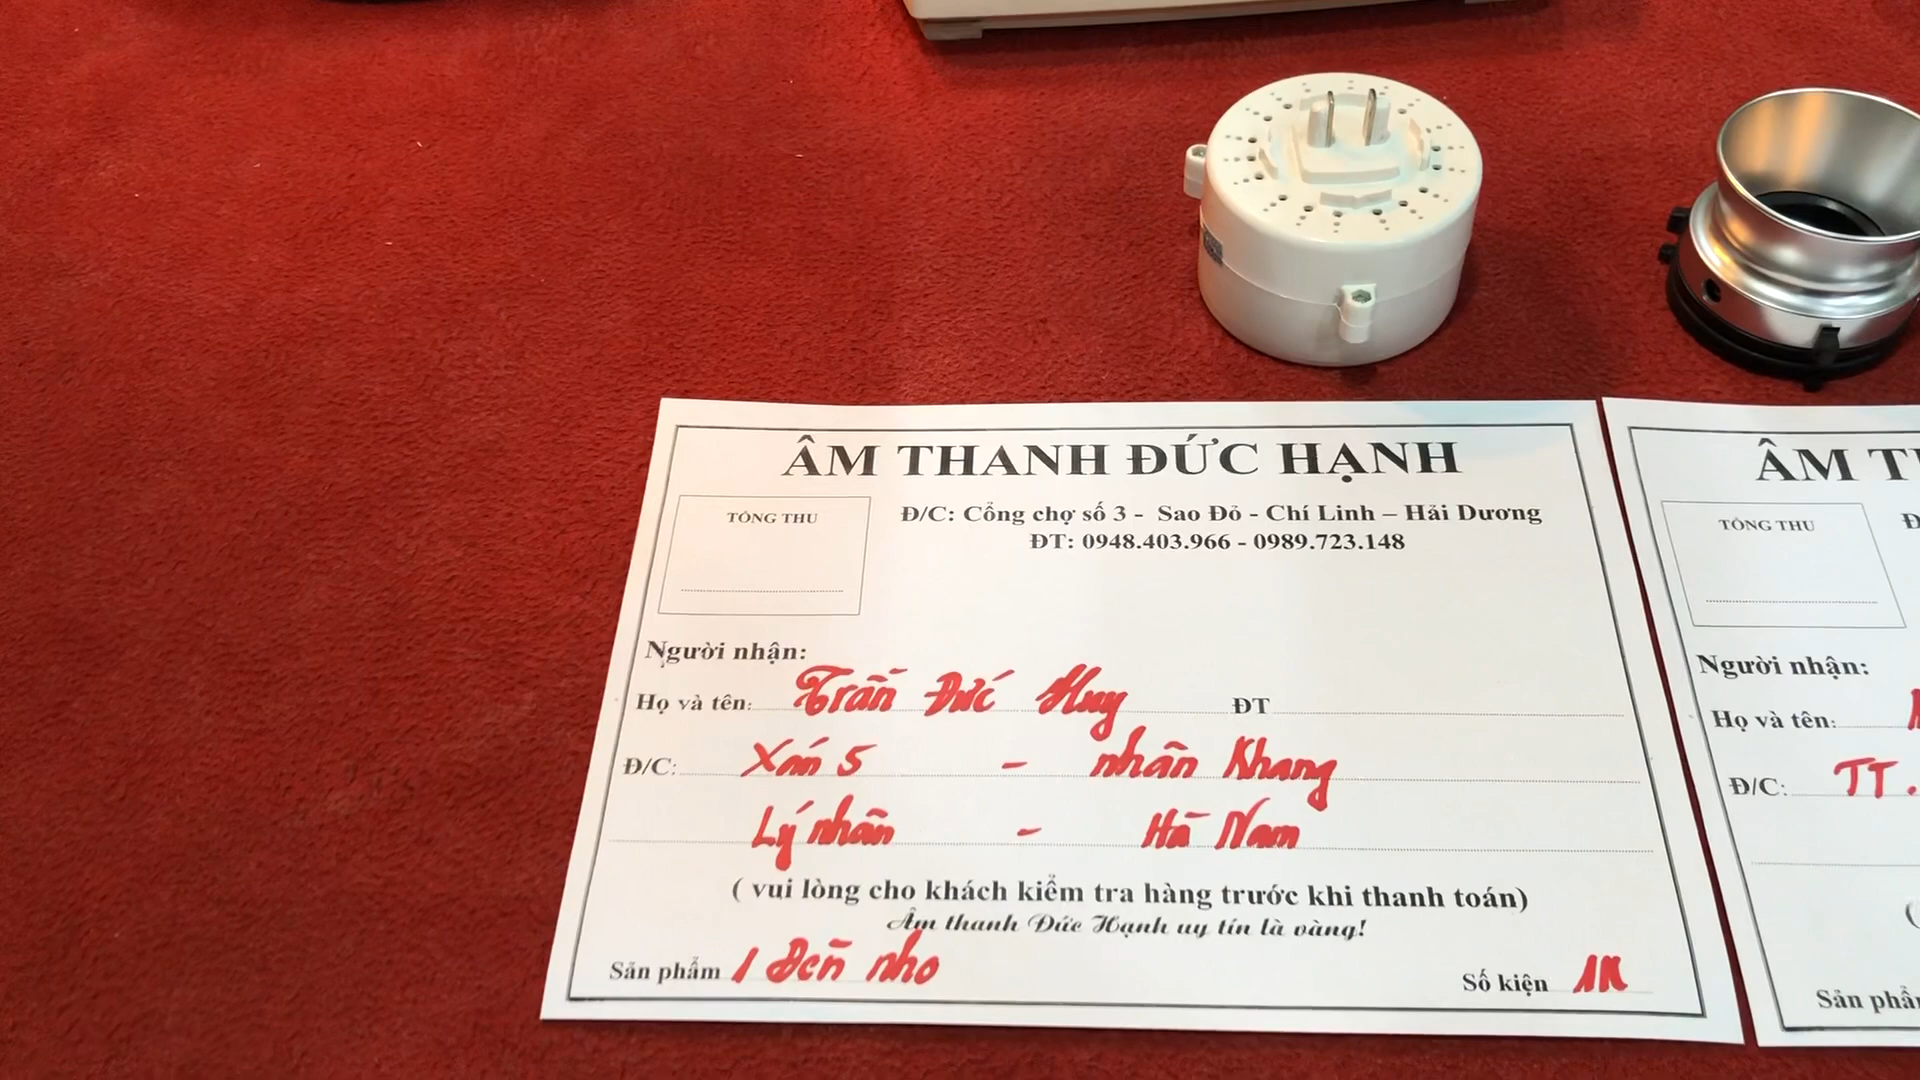 ÂM THANH ĐỨC HẠNH
TỔNG THU
Đ/C: Cổng chợ số 3 - Sao Đỏ - Chí Linh – Hải Dương
ĐT: 0948.403.966 - 0989.723.148
Người nhận:
Họ và tên: Trần Đức Huy ĐT
Đ/C: Xóm 5 - nhân Khang
Lý nhân - Hà Nam
( vui lòng cho khách kiểm tra hàng trước khi thanh toán)
Âm thanh Đức Hạnh uy tín là vàng!
Sản phẩm 1 Đèn nho
Số kiện 1K
ÂM
TỔNG THU
Người nhận:
Họ và tên:
Đ/C: TT.
Sản